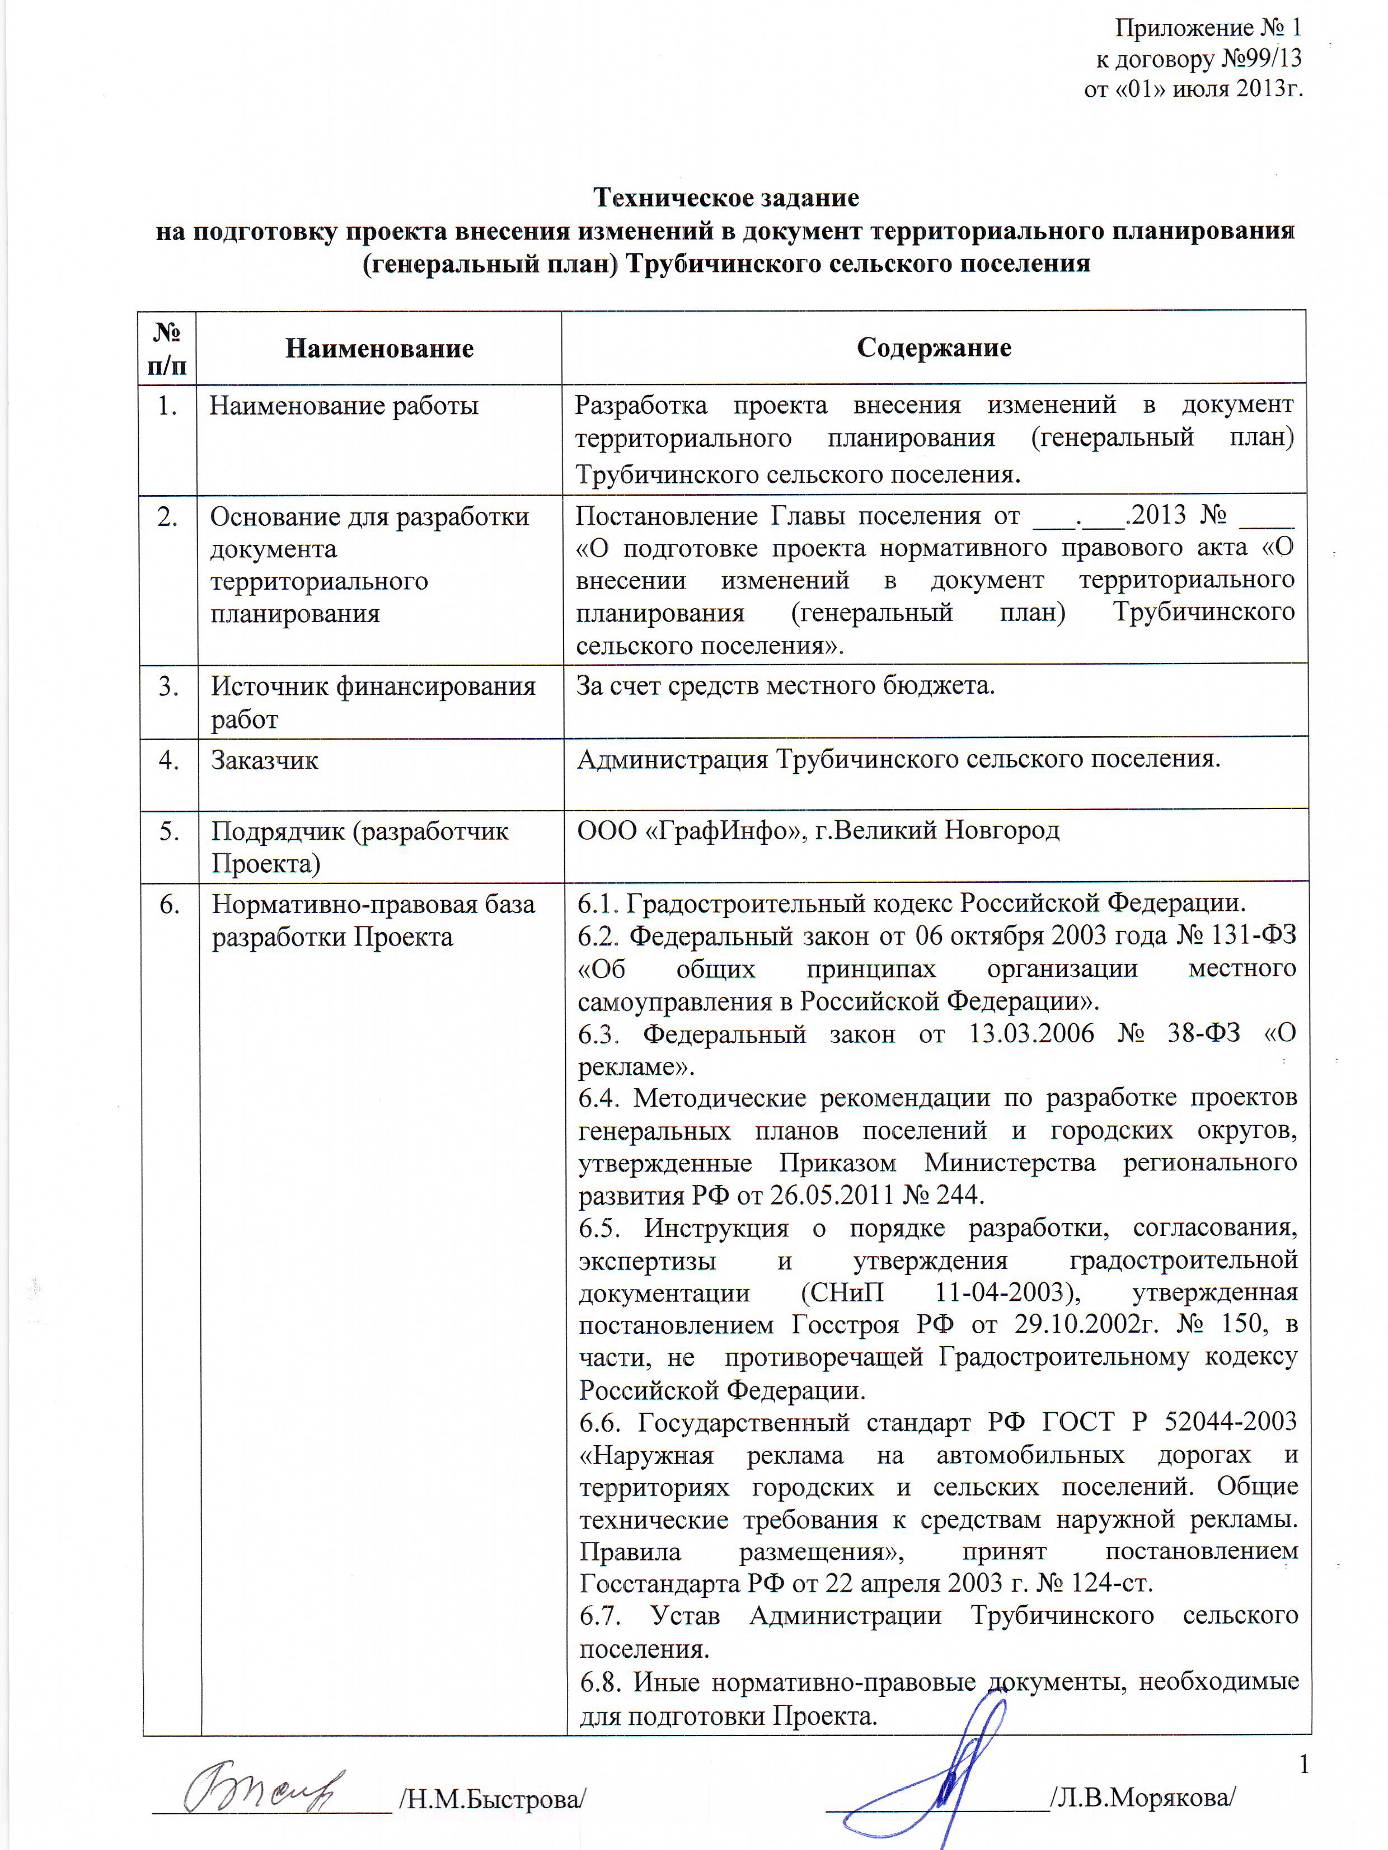 Приложение № 1
к договору №99/13
от «01» июля 2013г.
Техническое задание
на подготовку проекта внесения изменений в документ территориального планирования
(генеральный план) Трубичинского сельского поселения
№
п/п
Наименование
Содержание
1.
Наименование работы
Разработка проекта внесения изменений в документ
территориального планирования (генеральный план)
Трубичинского сельского поселения.
2.
Основание для разработки
документа
территориального
планирования
Постановление Главы поселения от ___.___.2013 № ____
«О подготовке проекта нормативного правового акта «О
внесении изменений в документ территориального
планирования (генеральный план) Трубичинского
сельского поселения».
3.
Источник финансирования
работ
За счет средств местного бюджета.
4.
Заказчик
Администрация Трубичинского сельского поселения.
5.
Подрядчик (разработчик
Проекта)
ООО «ГрафИнфо», г.Великий Новгород
6.
Нормативно-правовая база
разработки Проекта
6.1. Градостроительный кодекс Российской Федерации.
6.2. Федеральный закон от 06 октября 2003 года № 131-ФЗ
«Об общих принципах организации местного
самоуправления в Российской Федерации».
6.3. Федеральный закон от 13.03.2006 № 38-ФЗ «О
рекламе».
6.4. Методические рекомендации по разработке проектов
генеральных планов поселений и городских округов,
утвержденные Приказом Министерства регионального
развития РФ от 26.05.2011 № 244.
6.5. Инструкция о порядке разработки, согласования,
экспертизы и утверждения градостроительной
документации (СНиП 11-04-2003), утвержденная
постановлением Госстроя РФ от 29.10.2002г. № 150, в
части, не противоречащей Градостроительному кодексу
Российской Федерации.
6.6. Государственный стандарт РФ ГОСТ Р 52044-2003
«Наружная реклама на автомобильных дорогах и
территориях городских и сельских поселений. Общие
технические требования к средствам наружной рекламы.
Правила размещения», принят постановлением
Госстандарта РФ от 22 апреля 2003 г. № 124-ст.
6.7. Устав Администрации Трубичинского сельского
поселения.
6.8. Иные нормативно-правовые документы, необходимые
для подготовки Проекта.
1
/Н.М.Быстрова/
/Л.В.Морякова/